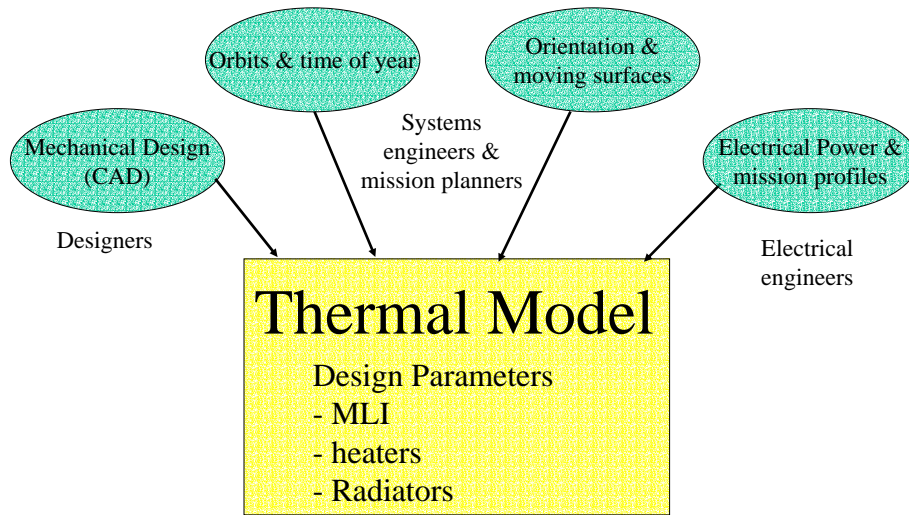 Orbits & time of year
Orientation &
moving surfaces
Mechanical Design
(CAD)
Systems
engineers &
mission planners
Electrical Power &
mission profiles
Designers
Electrical
engineers
Thermal Model
Design Parameters
- MLI
- heaters
- Radiators